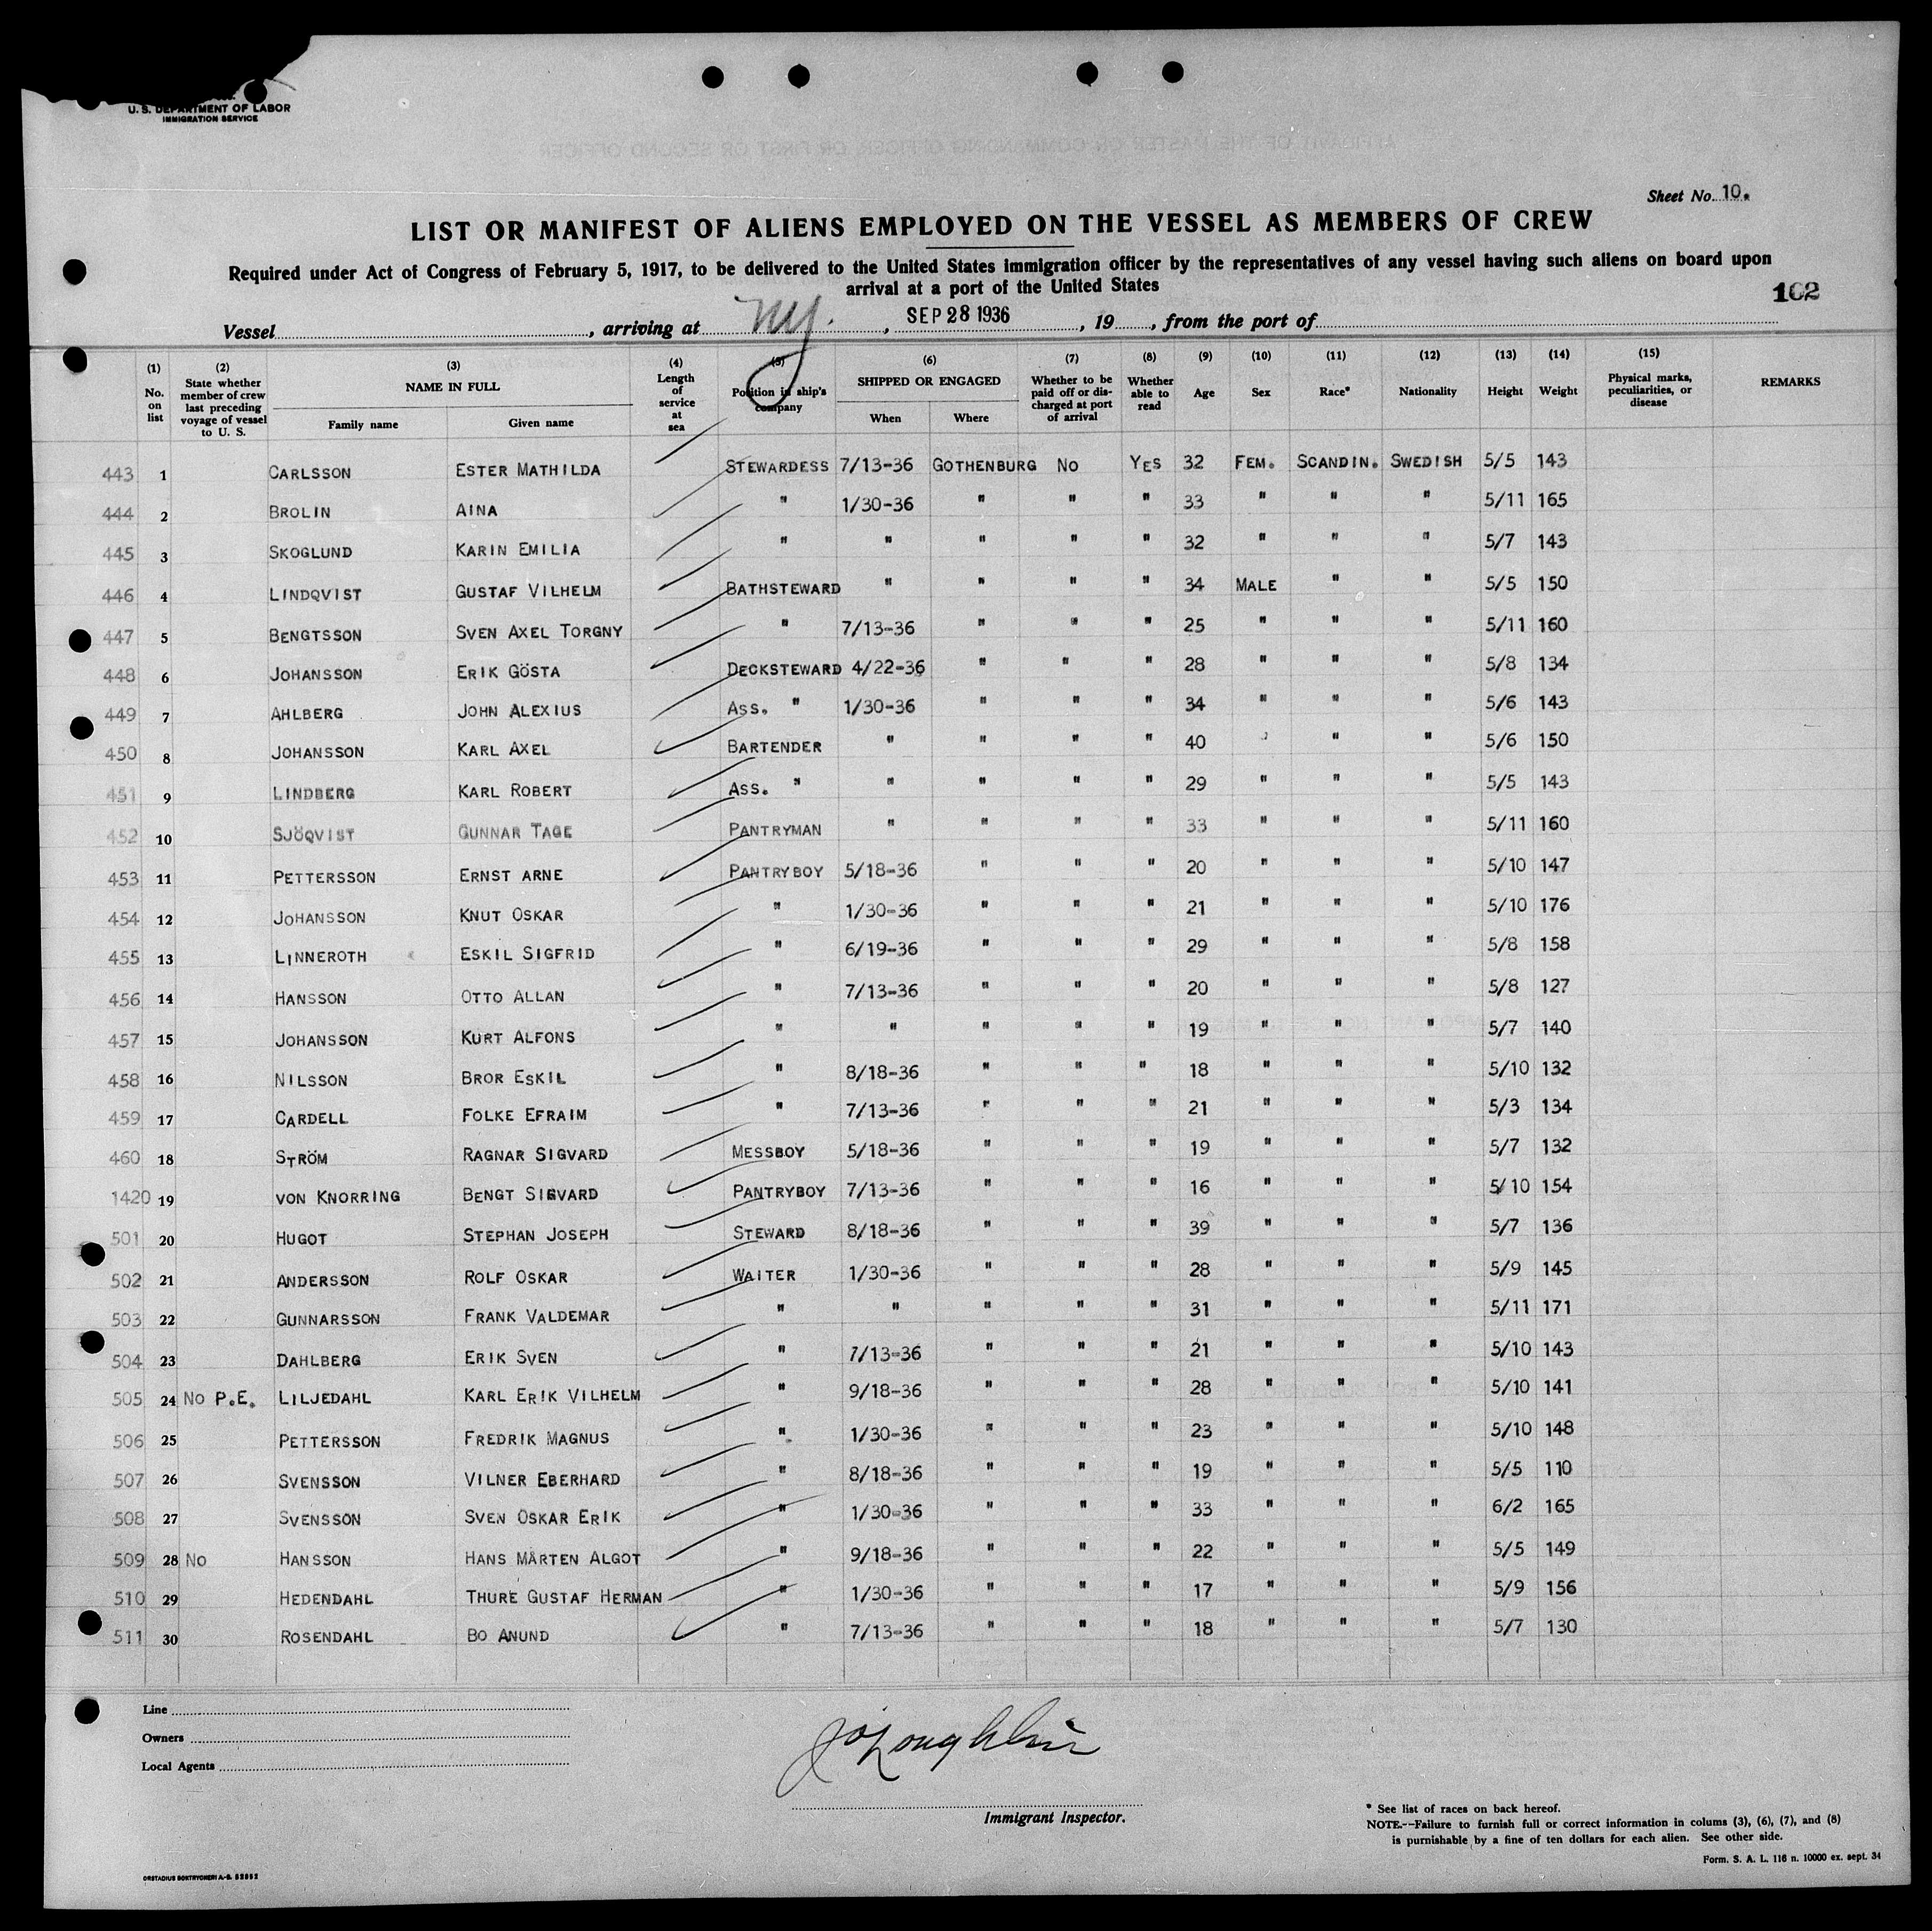 U. S. DEPARTMENT OF LABOR
IMMIGRATION SERVICE
Sheet No. 10.
LIST OR MANIFEST OF ALIENS EMPLOYED ON THE VESSEL AS MEMBERS OF CREW
Required under Act of Congress of February 5, 1917, to be delivered to the United States immigration officer by the representatives of any vessel having such aliens on board upon
arrival at a port of the United States
102
Vessel , arriving at NY. , SEP 28 1936 , 19 , from the port of
(1) No. on list (2) State whether member of crew last preceding voyage of vessel to U. S. (3) NAME IN FULL Family name Given name (4) Length of service at sea (5) Position in ship's company (6) SHIPPED OR ENGAGED When Where (7) Whether to be paid off or discharged at port of arrival (8) Whether able to read (9) Age (10) Sex (11) Race* (12) Nationality (13) Height (14) Weight (15) Physical marks, peculiarities, or disease REMARKS
443 1 CARLSSON ESTER MATHILDA STEWARDESS 7/13-36 GOTHENBURG NO YES 32 FEM. SCANDIN. SWEDISH 5/5 143
444 2 BROLIN AINA " 1/30-36 " " " 33 " " " 5/11 165
445 3 SKOGLUND KARIN EMILIA " " " " " 32 " " " 5/7 143
446 4 LINDQVIST GUSTAF VILHELM BATHSTEWARD " " " " 34 MALE " " 5/5 150
447 5 BENGTSSON SVEN AXEL TORGNY " 7/13-36 " " " 25 " " " 5/11 160
448 6 JOHANSSON ERIK GÖSTA DECKSTEWARD 4/22-36 " " " 28 " " " 5/8 134
449 7 AHLBERG JOHN ALEXIUS ASS. " 1/30-36 " " " 34 " " " 5/6 143
450 8 JOHANSSON KARL AXEL BARTENDER " " " " 40 " " " 5/6 150
451 9 LINDBERG KARL ROBERT ASS. " " " " " 29 " " " 5/5 143
452 10 SJÖQVIST GUNNAR TAGE PANTRYMAN " " " " 33 " " " 5/11 160
453 11 PETTERSSON ERNST ARNE PANTRYBOY 5/18-36 " " " 20 " " " 5/10 147
454 12 JOHANSSON KNUT OSKAR " 1/30-36 " " " 21 " " " 5/10 176
455 13 LINNEROTH ESKIL SIGFRID " 6/19-36 " " " 29 " " " 5/8 158
456 14 HANSSON OTTO ALLAN " 7/13-36 " " " 20 " " " 5/8 127
457 15 JOHANSSON KURT ALFONS " " " " " 19 " " " 5/7 140
458 16 NILSSON BROR ESKIL " 8/18-36 " " " 18 " " " 5/10 132
459 17 CARDELL FOLKE EFRAIM " 7/13-36 " " " 21 " " " 5/3 134
460 18 STRÖM RAGNAR SIGVARD MESSBOY 5/18-36 " " " 19 " " " 5/7 132
1420 19 VON KNORRING BENGT SIGVARD PANTRYBOY 7/13-36 " " " 16 " " " 5/10 154
501 20 HUGOT STEPHAN JOSEPH STEWARD 8/18-36 " " " 39 " " " 5/7 136
502 21 ANDERSSON ROLF OSKAR WAITER 1/30-36 " " " 28 " " " 5/9 145
503 22 GUNNARSSON FRANK VALDEMAR " " " " " 31 " " " 5/11 171
504 23 DAHLBERG ERIK SVEN " 7/13-36 " " " 21 " " " 5/10 143
505 24 NO P.E. LILJEDAHL KARL ERIK VILHELM " 9/18-36 " " " 28 " " " 5/10 141
506 25 PETTERSSON FREDRIK MAGNUS " 1/30-36 " " " 23 " " " 5/10 148
507 26 SVENSSON VILNER EBERHARD " 8/18-36 " " " 19 " " " 5/5 110
508 27 SVENSSON SVEN OSKAR ERIK " 1/30-36 " " " 33 " " " 6/2 165
509 28 NO HANSSON HANS MÅRTEN ALGOT " 9/18-36 " " " 22 " " " 5/5 149
510 29 HEDENDAHL THURE GUSTAF HERMAN " 1/30-36 " " " 17 " " " 5/9 156
511 30 ROSENDAHL BO ANUND " 7/13-36 " " " 18 " " " 5/7 130
Line
Owners
Local Agents
JO'Loughlin
Immigrant Inspector.
* See list of races on back hereof.
NOTE.--Failure to furnish full or correct information in colums (3), (6), (7), and (8)
is punishable by a fine of ten dollars for each alien. See other side.
Form. S. A. L. 116 n. 10000 ex. sept. 34
ORSTADIUS BOKTRYCKERI A.-B. 52852